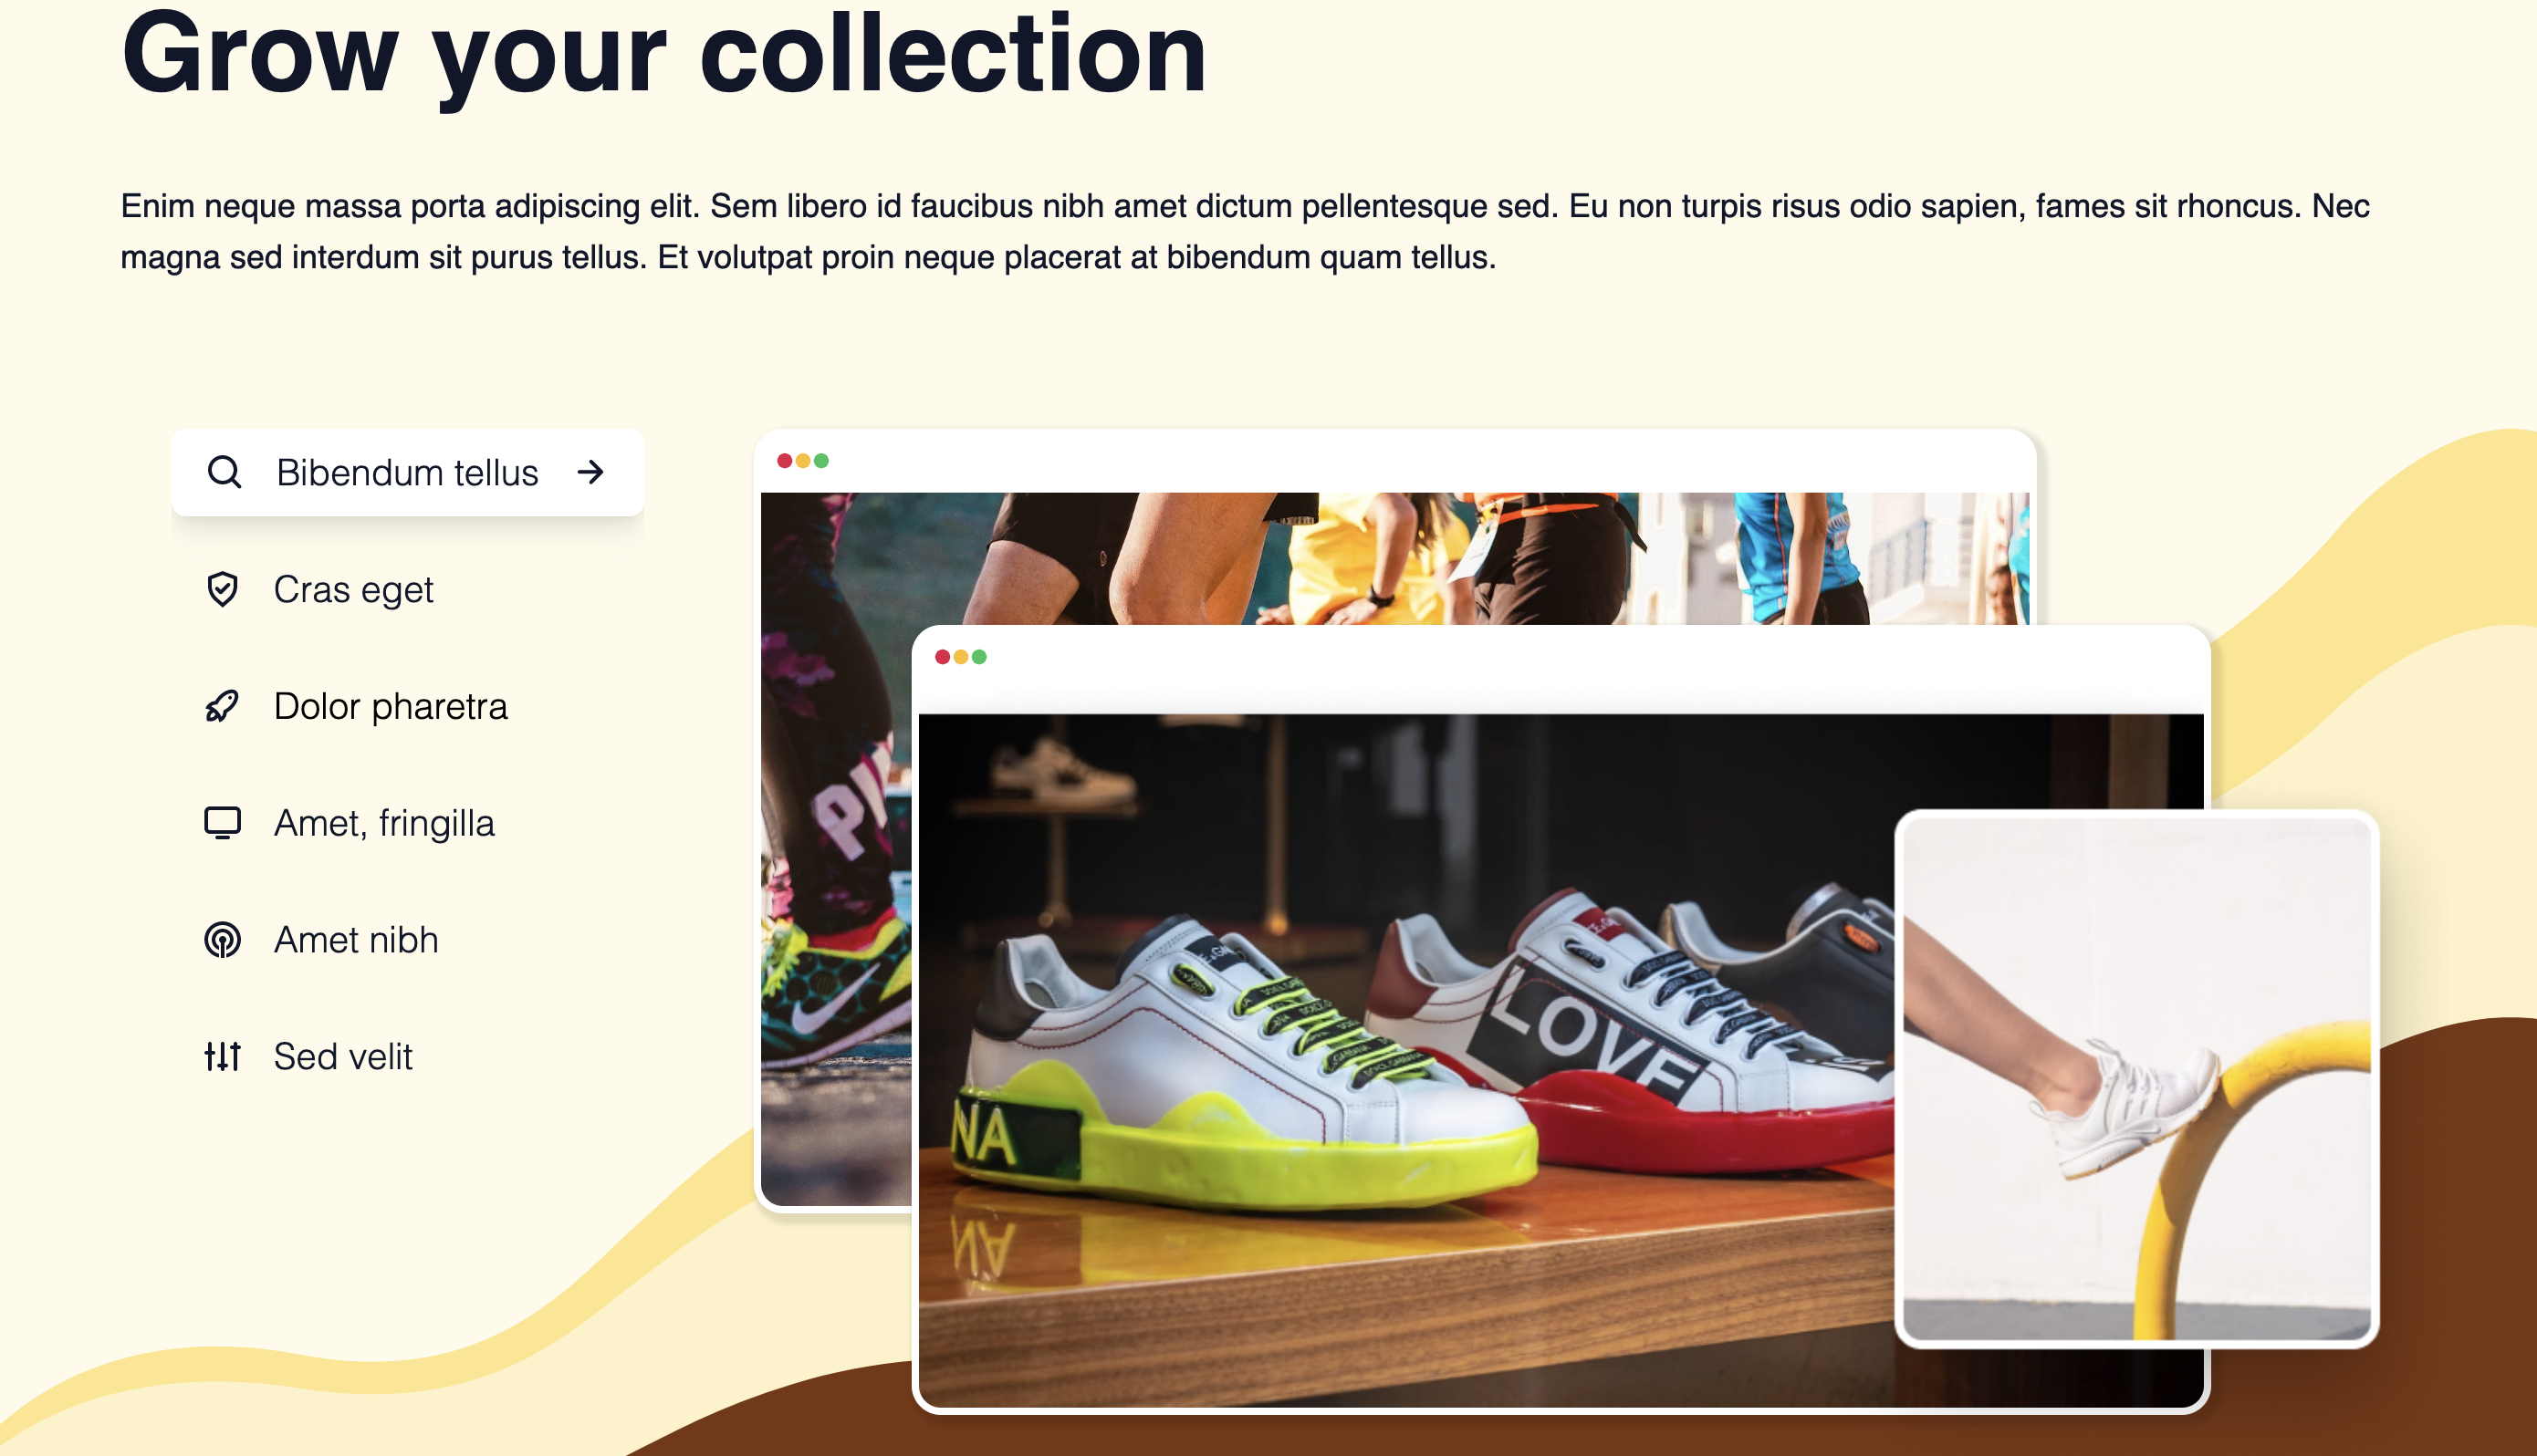 Grow your collection
Enim neque massa porta adipiscing elit. Sem libero id faucibus nibh amet dictum pellentesque sed. Eu non turpis risus odio sapien, fames sit rhoncus. Nec
magna sed interdum sit purus tellus. Et volutpat proin neque placerat at bibendum quam tellus.
Bibendum tellus
Cras eget
Dolor pharetra
Amet, fringilla
Amet nibh
Sed velit
LOVE
NA